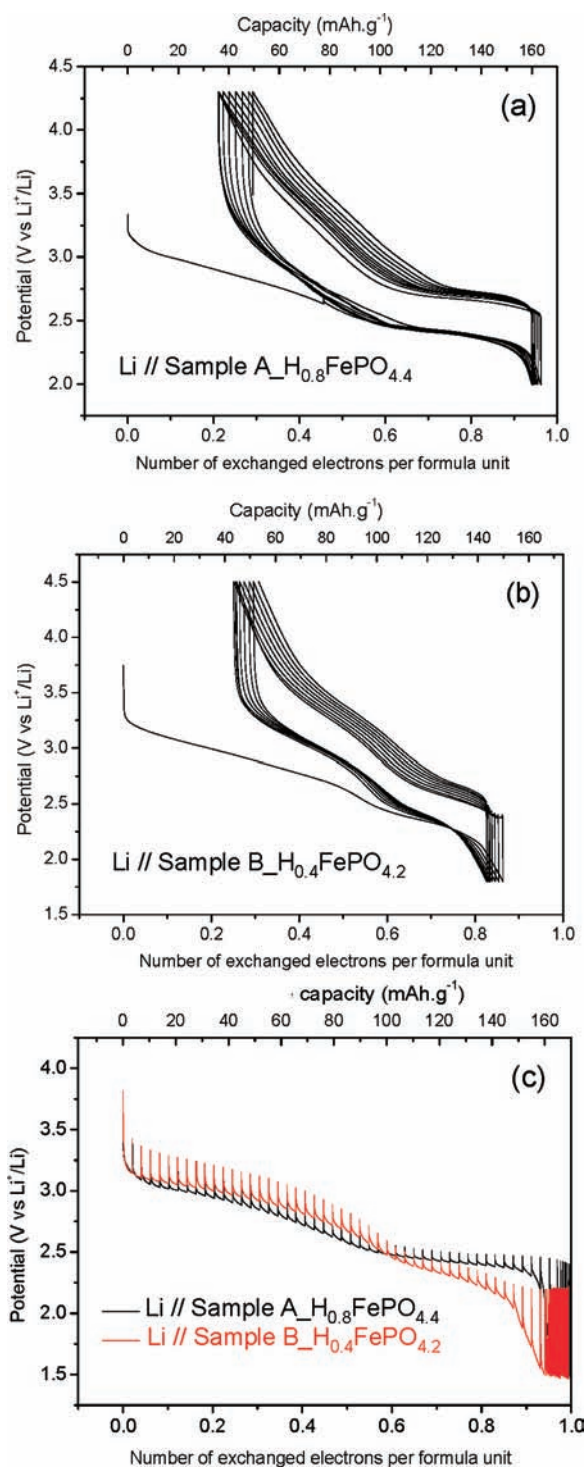 Capacity (mAh.g⁻¹)
0 20 40 60 80 100 120 140 160
4.5
(a)
4.0
3.5
3.0
2.5
2.0
Potential (V vs Li⁺/Li)
Li // Sample A_H₀.₈FePO₄.₄
0.0 0.2 0.4 0.6 0.8 1.0
Number of exchanged electrons per formula unit
Capacity (mAh.g⁻¹)
0 20 40 60 80 100 120 140 160
4.5
(b)
4.0
3.5
3.0
2.5
2.0
1.5
Potential (V vs Li⁺/Li)
Li // Sample B_H₀.₄FePO₄.₂
0.0 0.2 0.4 0.6 0.8 1.0
Number of exchanged electrons per formula unit
capacity (mAh.g⁻¹)
0 20 40 60 80 100 120 140 160
4.0
(c)
3.5
3.0
2.5
2.0
1.5
Potential (V vs Li⁺/Li)
Li // Sample A_H₀.₈FePO₄.₄
Li // Sample B_H₀.₄FePO₄.₂
0.0 0.2 0.4 0.6 0.8 1.0
Number of exchanged electrons per formula unit